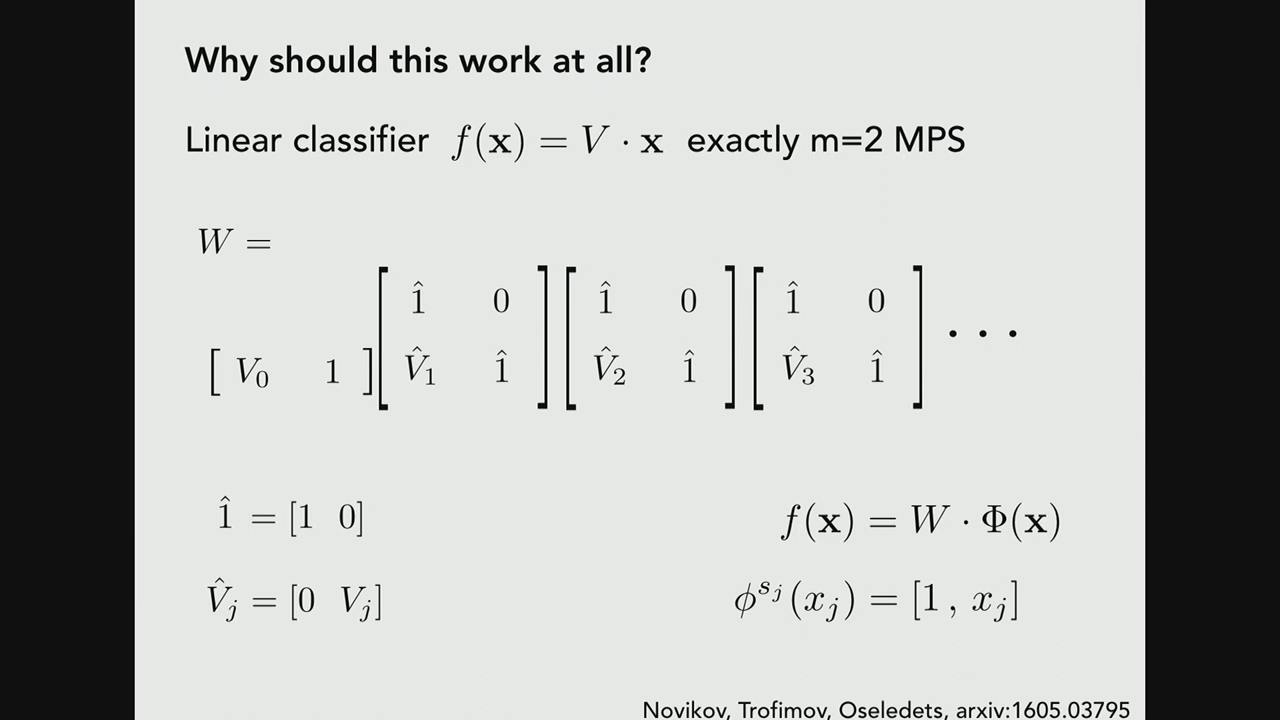 Why should this work at all?
Linear classifier f(x) = V · x exactly m=2 MPS
W =
[ V₀ 1 ] [ 1̂ 0 ; V̂₁ 1̂ ] [ 1̂ 0 ; V̂₂ 1̂ ] [ 1̂ 0 ; V̂₃ 1̂ ] . . .
1̂ = [1 0]
f(x) = W · Φ(x)
V̂ⱼ = [0 Vⱼ]
φ^{sⱼ}(xⱼ) = [1 , xⱼ]
Novikov, Trofimov, Oseledets, arxiv:1605.03795